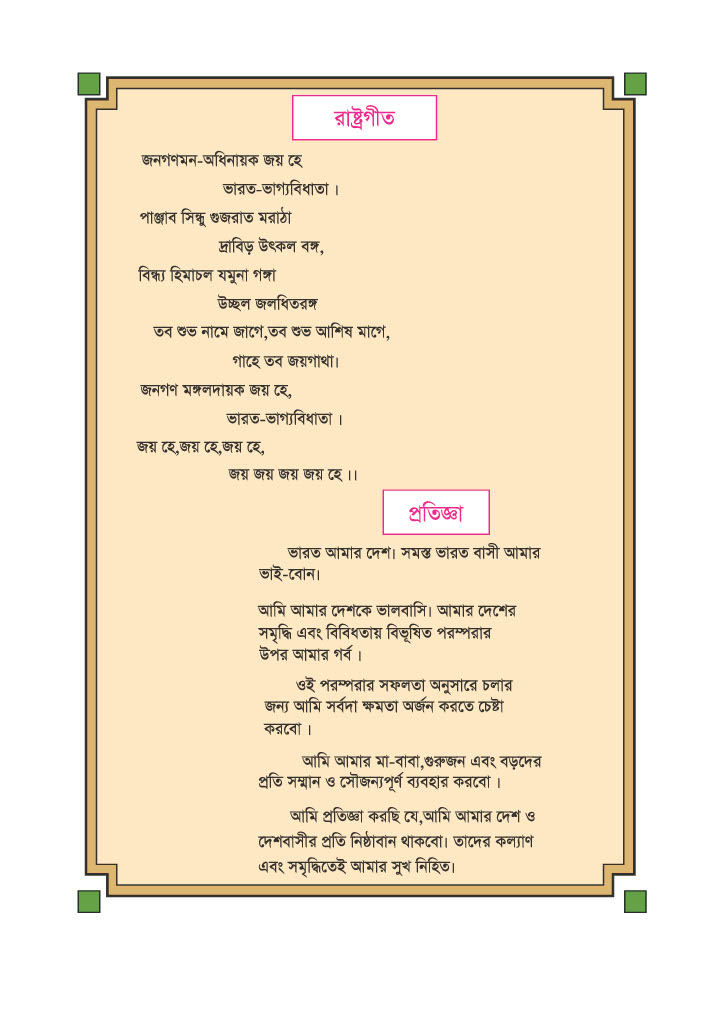 রাষ্ট্রগীত
জনগণমন-অধিনায়ক জয় হে
ভারত-ভাগ্যবিধাতা ।
পাঞ্জাব সিন্ধু গুজরাত মরাঠা
দ্রাবিড় উৎকল বঙ্গ,
বিন্ধ্য হিমাচল যমুনা গঙ্গা
উচ্ছল জলধিতরঙ্গ
তব শুভ নামে জাগে,তব শুভ আশিষ মাগে,
গাহে তব জয়গাথা।
জনগণ মঙ্গলদায়ক জয় হে,
ভারত-ভাগ্যবিধাতা ।
জয় হে,জয় হে,জয় হে,
জয় জয় জয় জয় হে ।।
প্রতিজ্ঞা
ভারত আমার দেশ। সমস্ত ভারত বাসী আমার
ভাই-বোন।
আমি আমার দেশকে ভালবাসি। আমার দেশের
সমৃদ্ধি এবং বিবিধতায় বিভূষিত পরম্পরার
উপর আমার গর্ব ।
ওই পরম্পরার সফলতা অনুসারে চলার
জন্য আমি সর্বদা ক্ষমতা অর্জন করতে চেষ্টা
করবো ।
আমি আমার মা-বাবা,গুরুজন এবং বড়দের
প্রতি সম্মান ও সৌজন্যপূর্ণ ব্যবহার করবো ।
আমি প্রতিজ্ঞা করছি যে,আমি আমার দেশ ও
দেশবাসীর প্রতি নিষ্ঠাবান থাকবো। তাদের কল্যাণ
এবং সমৃদ্ধিতেই আমার সুখ নিহিত।